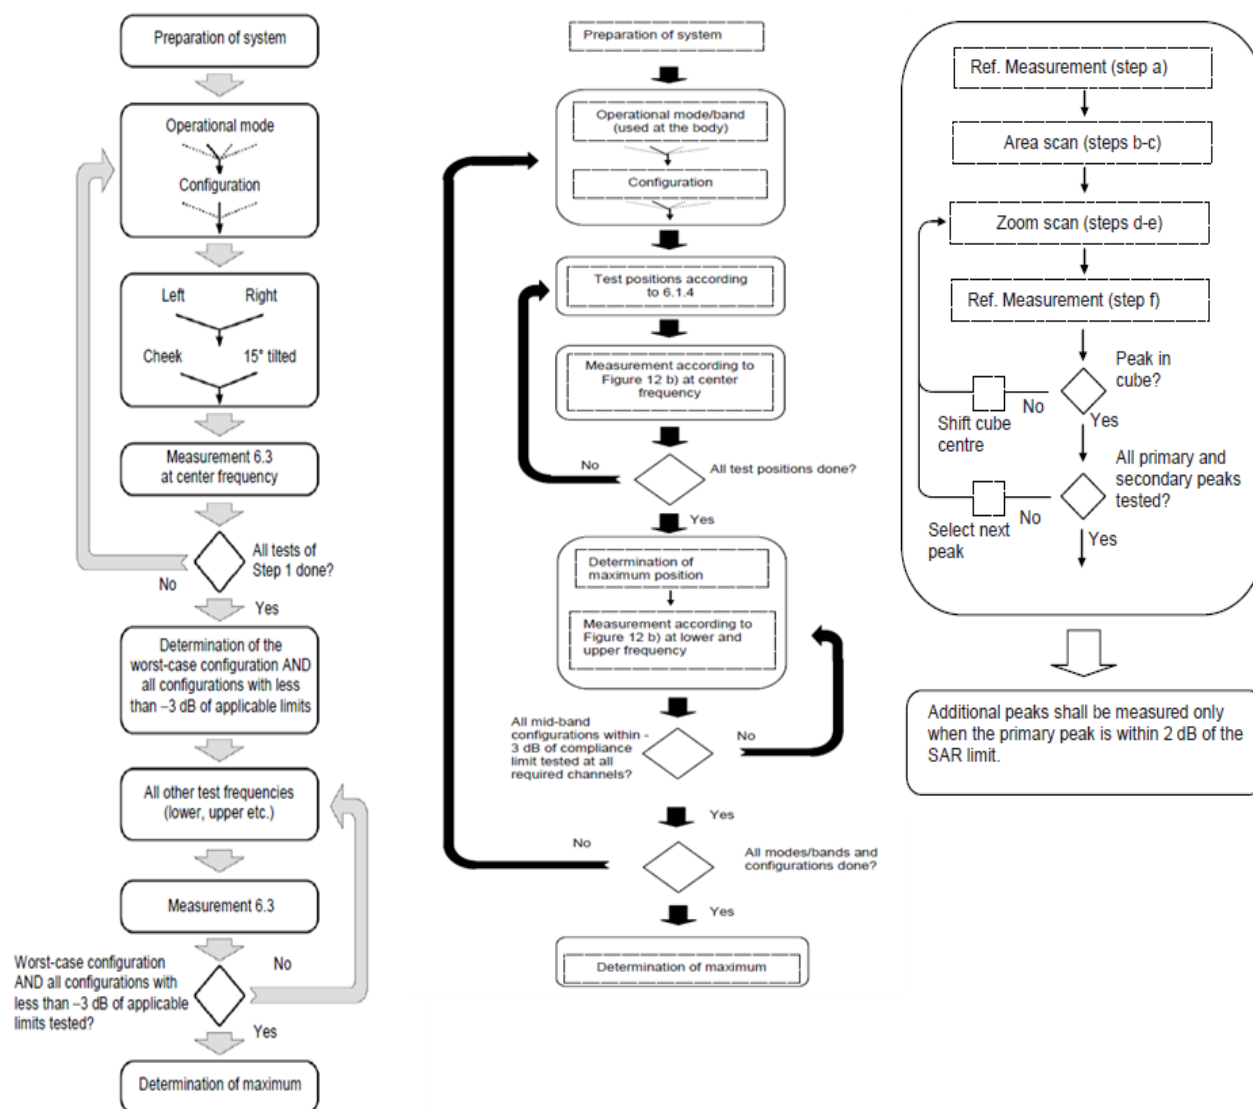 Preparation of system
Operational mode
Configuration
Left
Right
Cheek
15° tilted
Measurement 6.3
at center frequency
All tests of
Step 1 done?
No
Yes
Determination of the
worst-case configuration AND
all configurations with less
than –3 dB of applicable limits
All other test frequencies
(lower, upper etc.)
Measurement 6.3
Worst-case configuration
AND all configurations with
less than –3 dB of applicable
limits tested?
No
Yes
Determination of maximum
Preparation of system
Operational mode/band
(used at the body)
Configuration
Test positions according
to 6.1.4
Measurement according to
Figure 12 b) at center
frequency
No
All test positions done?
Yes
Determination of
maximum position
Measurement according to
Figure 12 b) at lower and
upper frequency
All mid-band
configurations within -
3 dB of compliance
limit tested at all
required channels?
No
Yes
No
All modes/bands and
configurations done?
Yes
Determination of maximum
Ref. Measurement (step a)
Area scan (steps b-c)
Zoom scan (steps d-e)
Ref. Measurement (step f)
Peak in
cube?
No
Shift cube
centre
Yes
All primary and
secondary peaks
tested?
No
Select next
peak
Yes
Additional peaks shall be measured only
when the primary peak is within 2 dB of the
SAR limit.